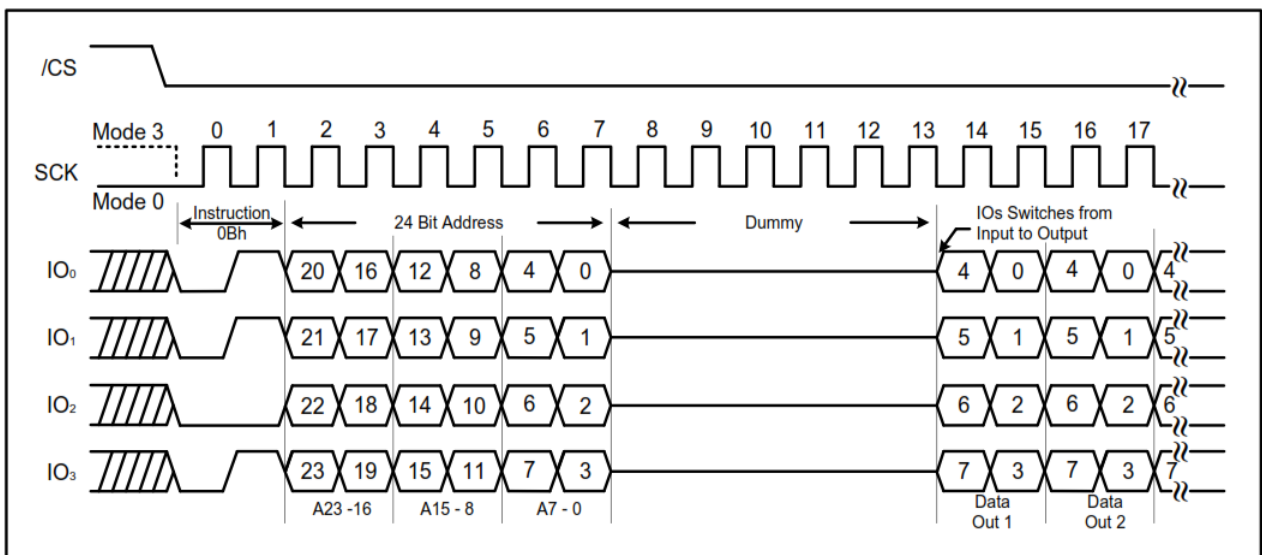 /CS
Mode 3 0 1 2 3 4 5 6 7 8 9 10 11 12 13 14 15 16 17
SCK
Mode 0
Instruction
0Bh
24 Bit Address
Dummy
IOs Switches from
Input to Output
IO₀ 20 16 12 8 4 0 4 0 4 0 4
IO₁ 21 17 13 9 5 1 5 1 5 1 5
IO₂ 22 18 14 10 6 2 6 2 6 2 6
IO₃ 23 19 15 11 7 3 7 3 7 3 7
A23 -16 A15 - 8 A7 - 0
Data
Out 1
Data
Out 2